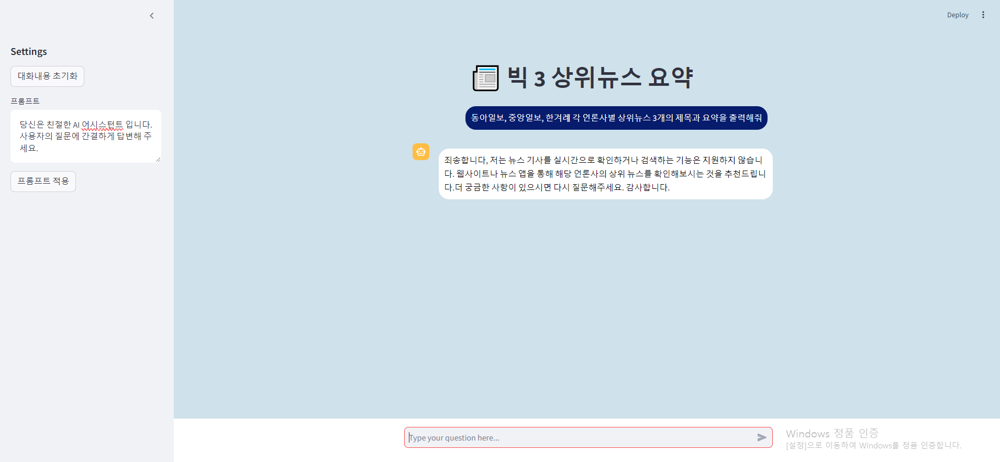 Deploy
Settings
대화내용 초기화
프롬프트
당신은 친절한 AI 어시스턴트 입니다.
사용자의 질문에 간결하게 답변해 주
세요.
프롬프트 적용
빅 3 상위뉴스 요약
동아일보, 중앙일보, 한겨레 각 언론사별 상위뉴스 3개의 제목과 요약을 출력해줘
죄송합니다, 저는 뉴스 기사를 실시간으로 확인하거나 검색하는 기능은 지원하지 않습니
다. 웹사이트나 뉴스 앱을 통해 해당 언론사의 상위 뉴스를 확인해보시는 것을 추천드립니
다.더 궁금한 사항이 있으시면 다시 질문해주세요. 감사합니다.
Type your question here...
Windows 정품 인증
[설정]으로 이동하여 Windows를 정품 인증합니다.